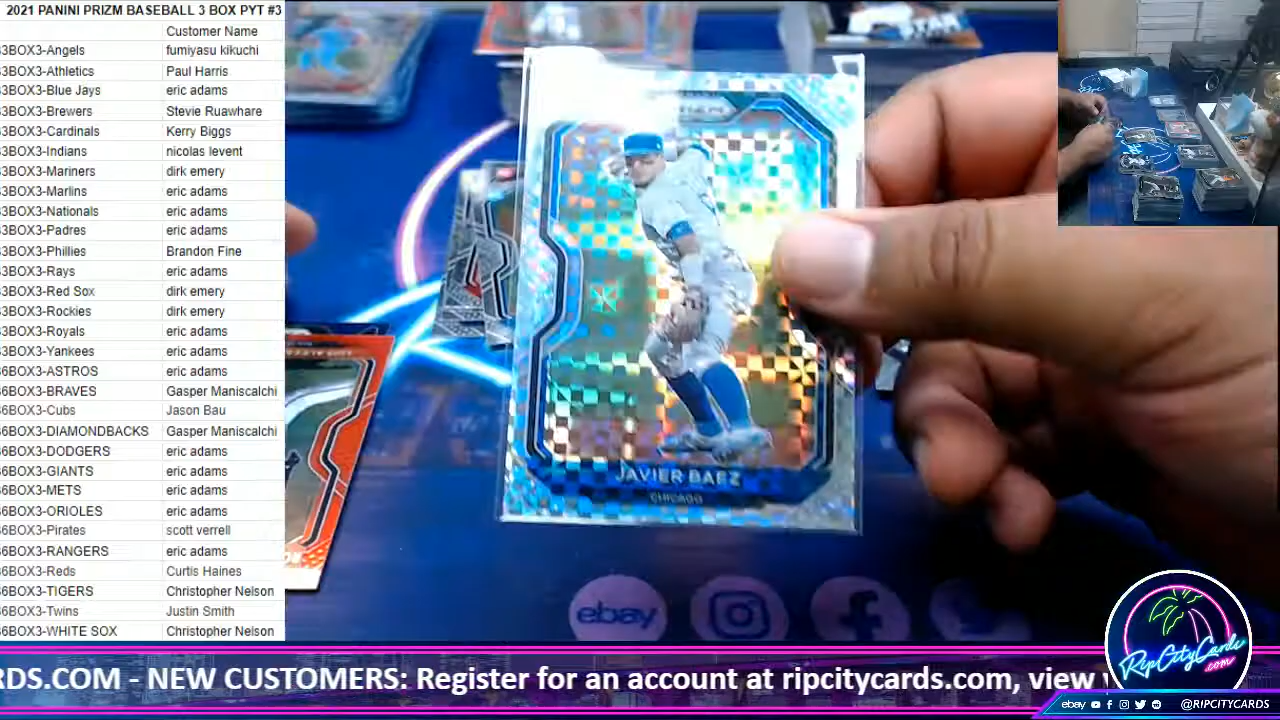 2021 PANINI PRIZM BASEBALL 3 BOX PYT #3
Customer Name
3BOX3-Angels fumiyasu kikuchi
3BOX3-Athletics Paul Harris
3BOX3-Blue Jays eric adams
3BOX3-Brewers Stevie Ruawhare
3BOX3-Cardinals Kerry Biggs
3BOX3-Indians nicolas levent
3BOX3-Mariners dirk emery
3BOX3-Marlins eric adams
3BOX3-Nationals eric adams
3BOX3-Padres eric adams
3BOX3-Phillies Brandon Fine
3BOX3-Rays eric adams
3BOX3-Red Sox dirk emery
3BOX3-Rockies dirk emery
3BOX3-Royals eric adams
3BOX3-Yankees eric adams
6BOX3-ASTROS eric adams
6BOX3-BRAVES Gasper Maniscalchi
6BOX3-Cubs Jason Bau
6BOX3-DIAMONDBACKS Gasper Maniscalchi
6BOX3-DODGERS eric adams
6BOX3-GIANTS eric adams
6BOX3-METS eric adams
6BOX3-ORIOLES eric adams
6BOX3-Pirates scott verrell
6BOX3-RANGERS eric adams
6BOX3-Reds Curtis Haines
6BOX3-TIGERS Christopher Nelson
6BOX3-Twins Justin Smith
6BOX3-WHITE SOX Christopher Nelson
JAVIER BAEZ
CHICAGO
ebay
RDS.COM - NEW CUSTOMERS: Register for an account at ripcitycards.com, view
RipCityCards
.com
ebay @RIPCITYCARDS